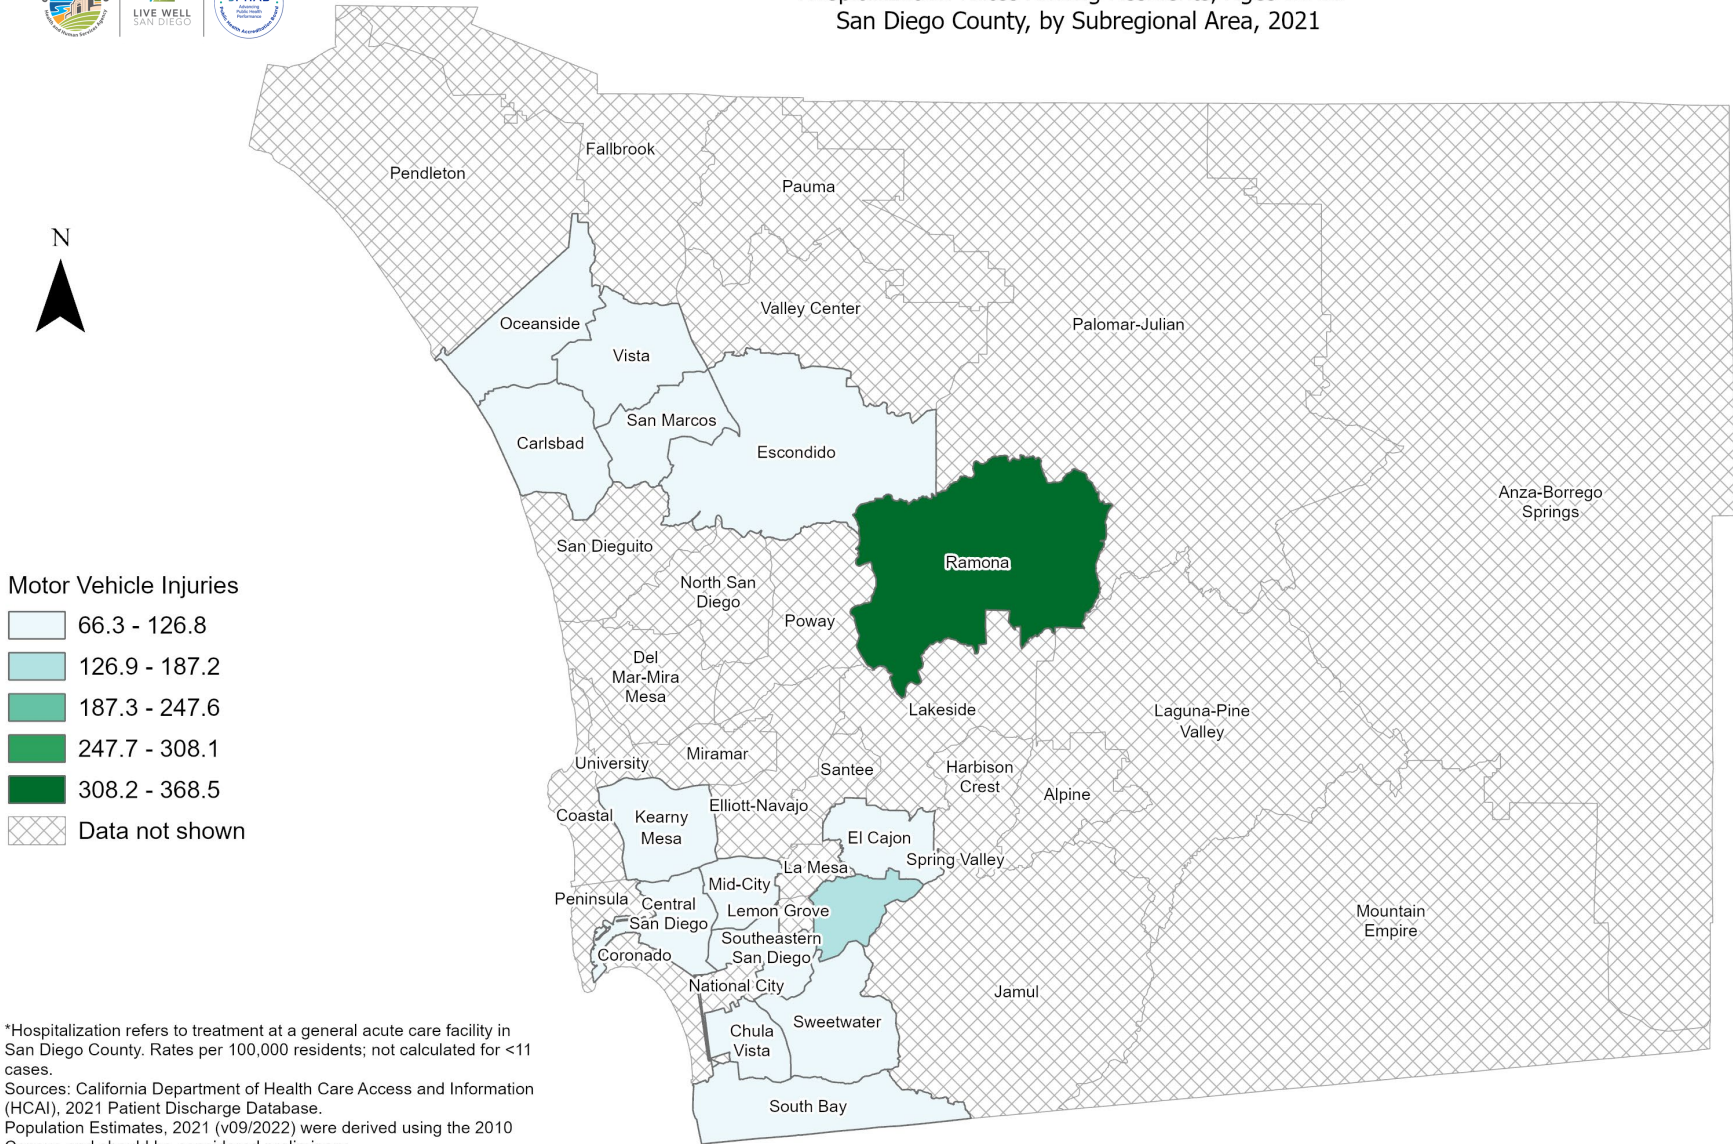 LIVE WELL
SAN DIEGO
Advancing
Public Health
Performance
San Diego County, by Subregional Area, 2021
N
Pendleton
Fallbrook
Pauma
Valley Center
Palomar-Julian
Oceanside
Vista
San Marcos
Carlsbad
Escondido
Anza-Borrego
Springs
San Dieguito
Ramona
North San
Diego
Poway
Del
Mar-Mira
Mesa
Lakeside
Laguna-Pine
Valley
Miramar
University
Santee
Harbison
Crest
Alpine
Coastal
Kearny
Mesa
Elliott-Navajo
El Cajon
La Mesa
Spring Valley
Mid-City
Peninsula
Central
San Diego
Lemon Grove
Southeastern
San Diego
Coronado
National City
Mountain
Empire
Jamul
Sweetwater
Chula
Vista
South Bay
Motor Vehicle Injuries
66.3 - 126.8
126.9 - 187.2
187.3 - 247.6
247.7 - 308.1
308.2 - 368.5
Data not shown
*Hospitalization refers to treatment at a general acute care facility in
San Diego County. Rates per 100,000 residents; not calculated for <11
cases.
Sources: California Department of Health Care Access and Information
(HCAI), 2021 Patient Discharge Database.
Population Estimates, 2021 (v09/2022) were derived using the 2010